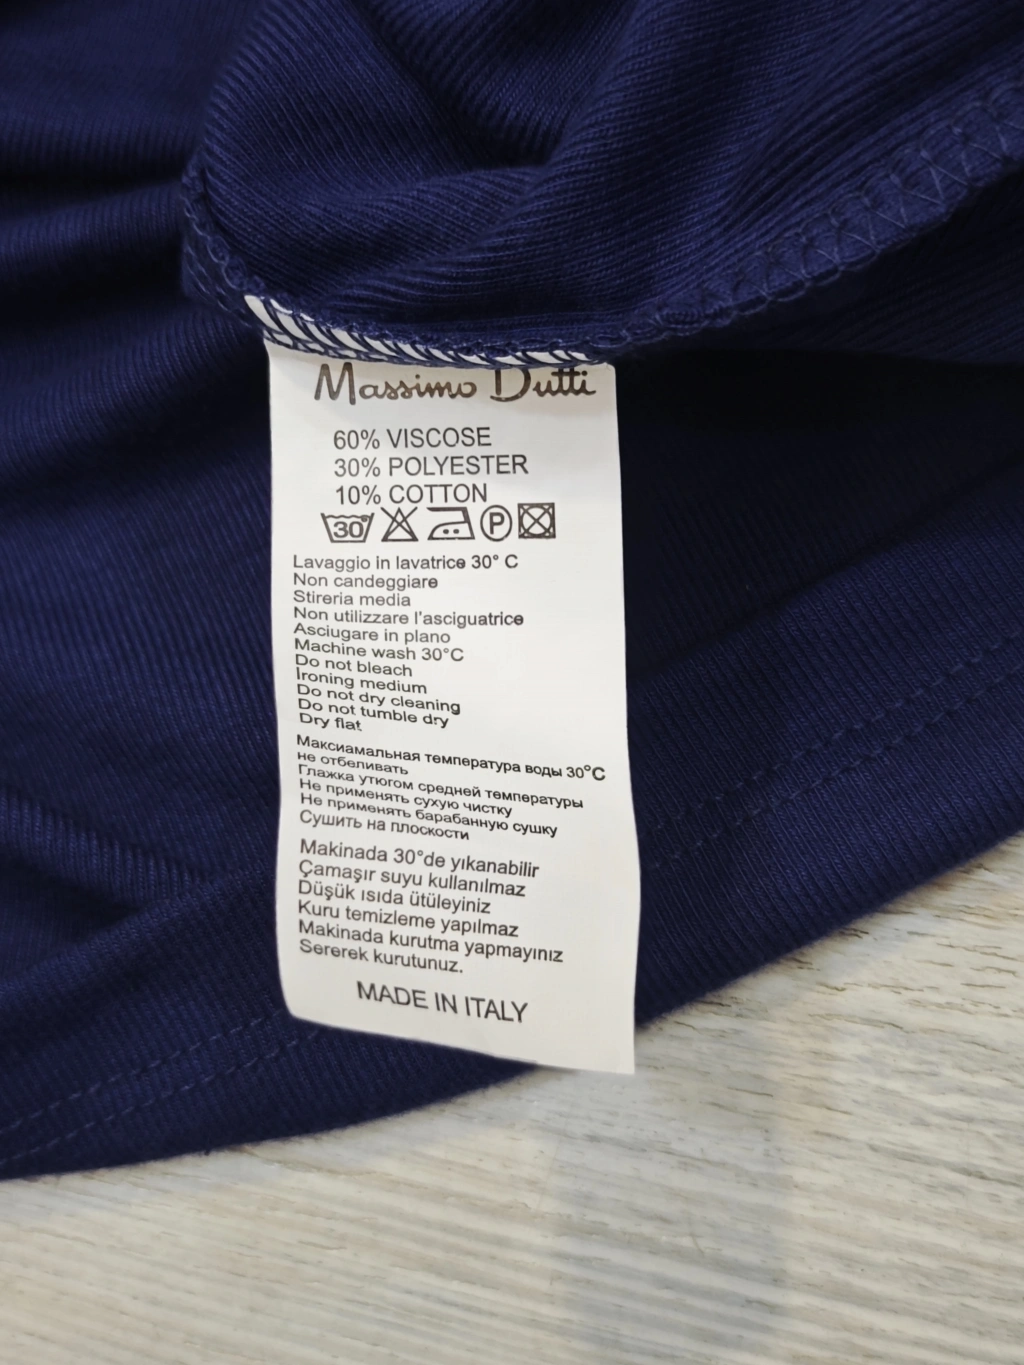 Massimo Dutti
60% VISCOSE
30% POLYESTER
10% COTTON
30 P
Lavaggio in lavatrice 30° C
Non candeggiare
Stireria media
Non utilizzare l'asciguatrice
Asciugare in plano
Machine wash 30°C
Do not bleach
Ironing medium
Do not dry cleaning
Do not tumble dry
Dry flat
Максиамальная температура воды 30°C
не отбеливать
Глажка утюгом средней температуры
Не применять сухую чистку
Не применять барабанную сушку
Сушить на плоскости
Makinada 30°de yıkanabilir
Çamaşır suyu kullanılmaz
Düşük ısıda ütüleyiniz
Kuru temizleme yapılmaz
Makinada kurutma yapmayınız
Sererek kurutunuz.
MADE IN ITALY